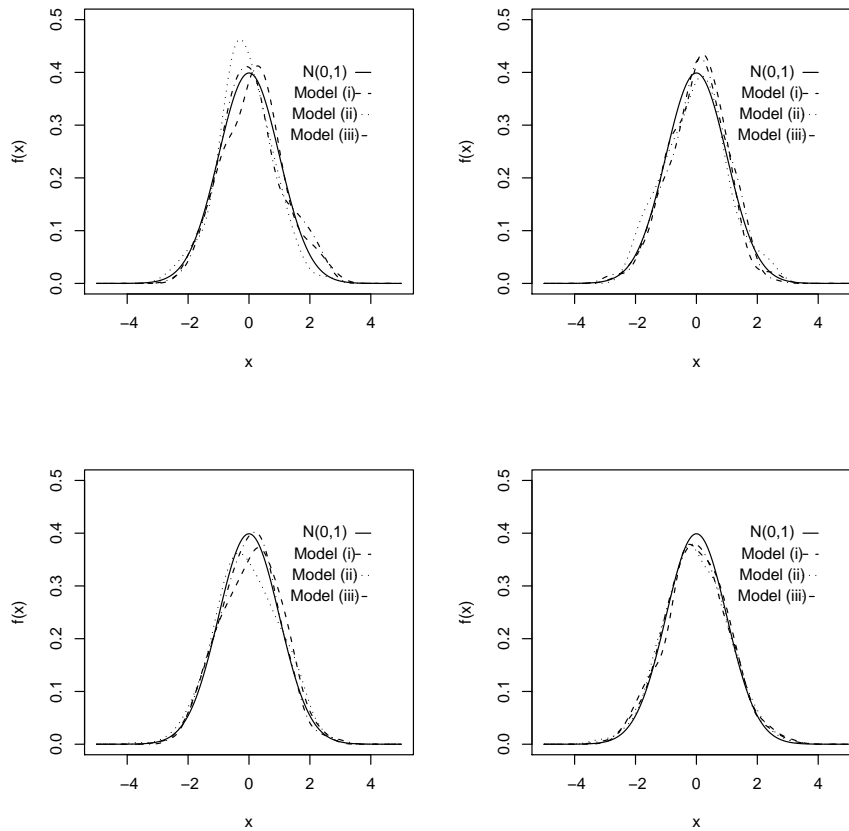 0.5
0.4
0.3
0.2
0.1
0.0
f(x)
N(0,1)
Model (i)
Model (ii)
Model (iii)
−4 −2 0 2 4
x
0.5
0.4
0.3
0.2
0.1
0.0
f(x)
N(0,1)
Model (i)
Model (ii)
Model (iii)
−4 −2 0 2 4
x
0.5
0.4
0.3
0.2
0.1
0.0
f(x)
N(0,1)
Model (i)
Model (ii)
Model (iii)
−4 −2 0 2 4
x
0.5
0.4
0.3
0.2
0.1
0.0
f(x)
N(0,1)
Model (i)
Model (ii)
Model (iii)
−4 −2 0 2 4
x